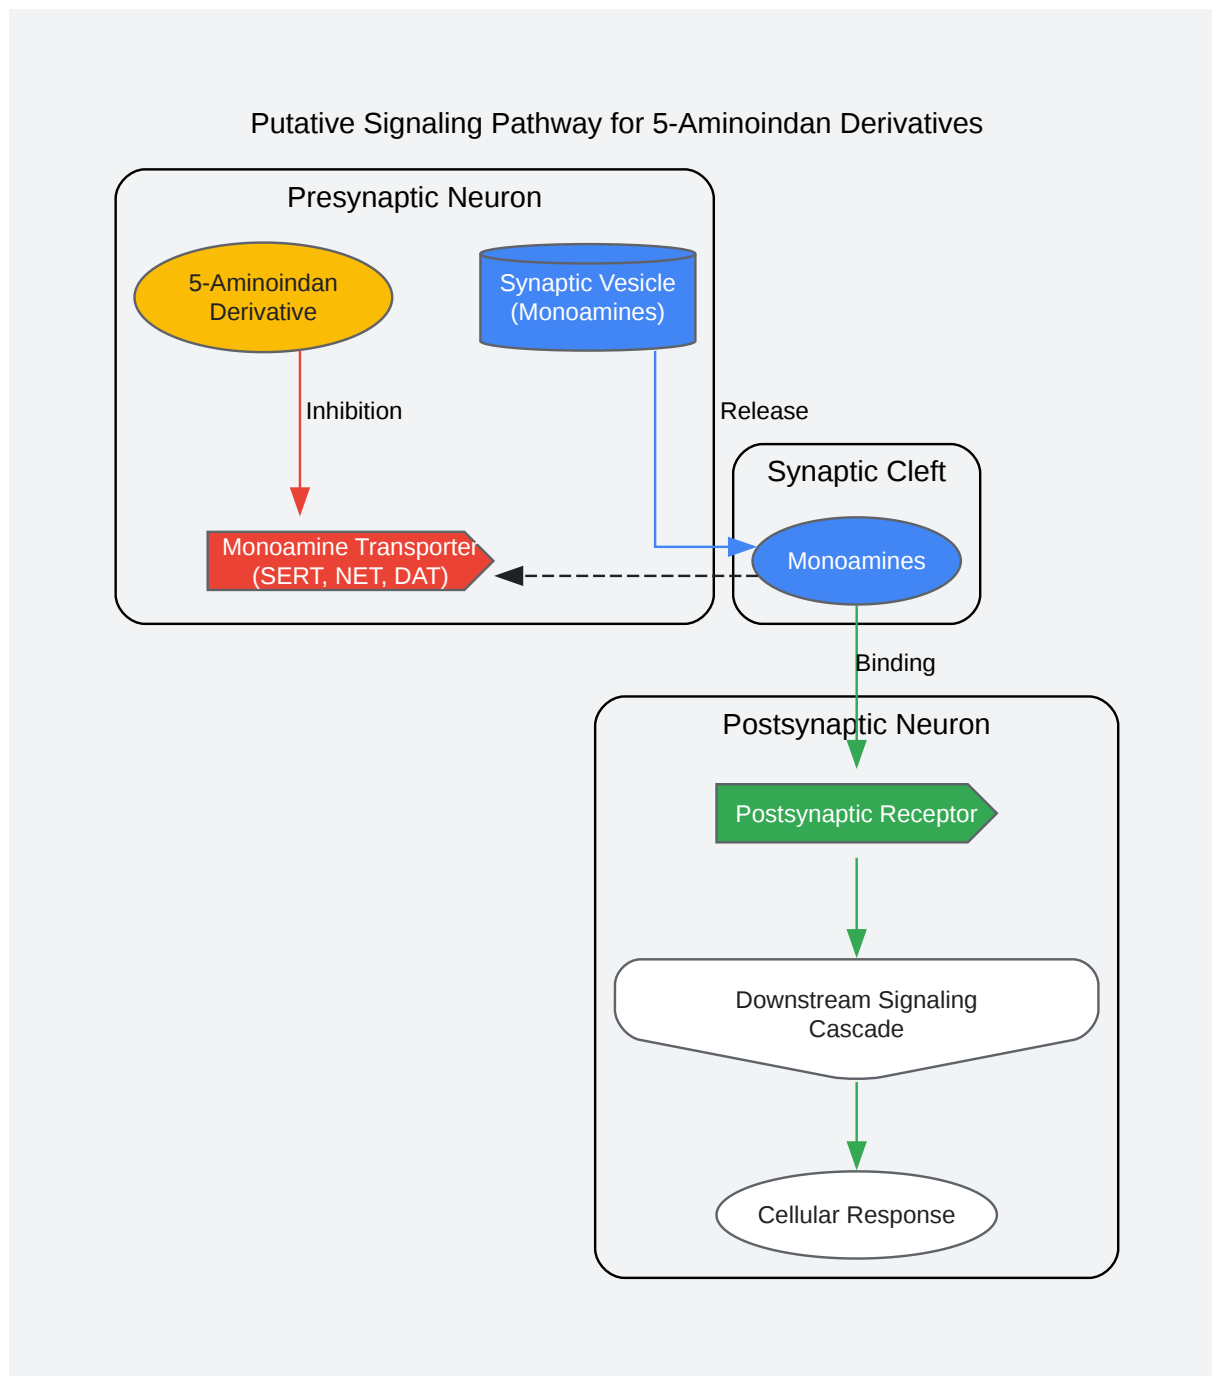 Putative Signaling Pathway for 5-Aminoindan Derivatives
Presynaptic Neuron
5-Aminoindan
Derivative
Synaptic Vesicle
(Monoamines)
Inhibition
Release
Synaptic Cleft
Monoamine Transporter
(SERT, NET, DAT)
Monoamines
Binding
Postsynaptic Neuron
Postsynaptic Receptor
Downstream Signaling
Cascade
Cellular Response